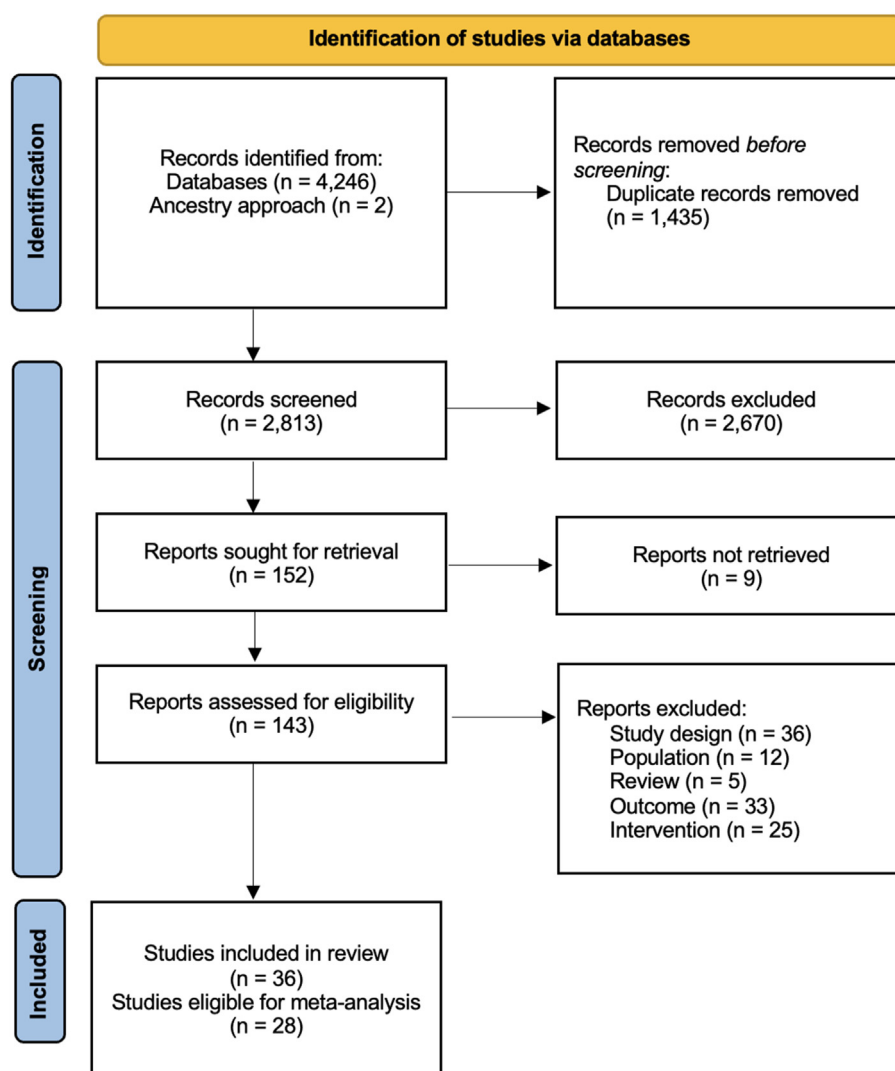 Identification of studies via databases
Identification
Records identified from:
Databases (n = 4,246)
Ancestry approach (n = 2)
Records removed before
screening:
Duplicate records removed
(n = 1,435)
Screening
Records screened
(n = 2,813)
Records excluded
(n = 2,670)
Reports sought for retrieval
(n = 152)
Reports not retrieved
(n = 9)
Reports assessed for eligibility
(n = 143)
Reports excluded:
Study design (n = 36)
Population (n = 12)
Review (n = 5)
Outcome (n = 33)
Intervention (n = 25)
Included
Studies included in review
(n = 36)
Studies eligible for meta-analysis
(n = 28)